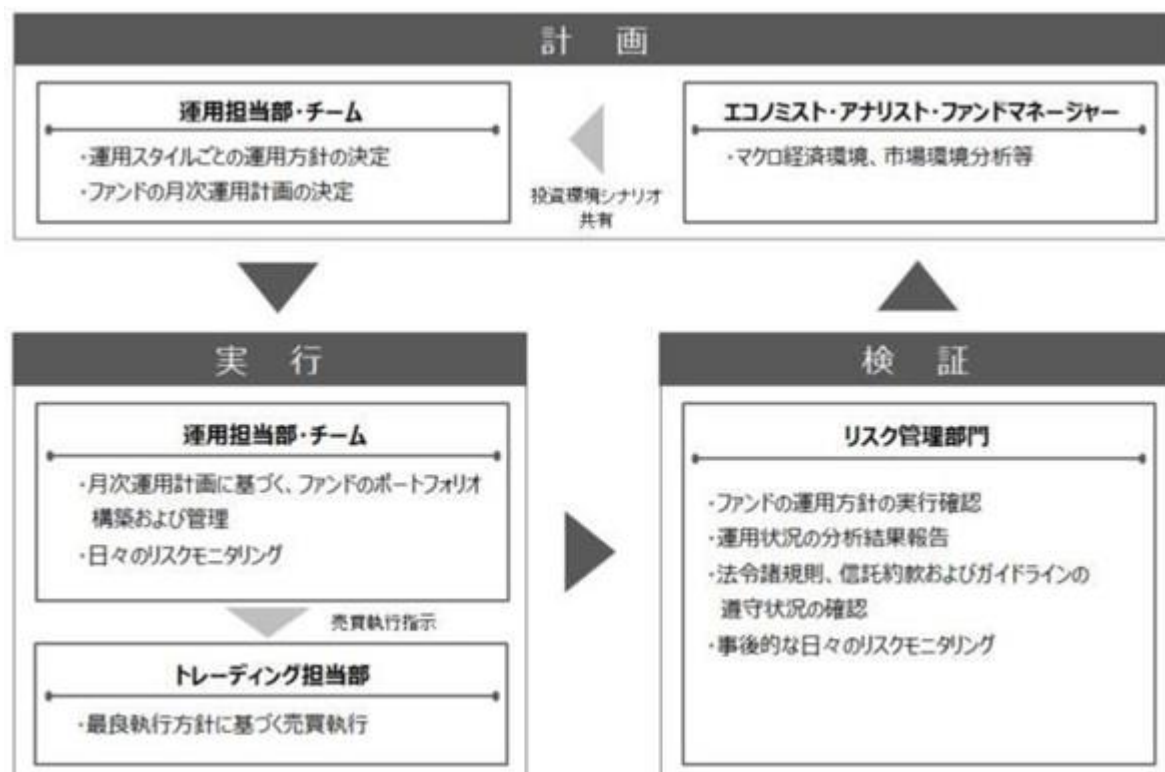 計 画
運用担当部・チーム
・運用スタイルごとの運用方針の決定
・ファンドの月次運用計画の決定
投資環境シナリオ
共有
エコノミスト・アナリスト・ファンドマネージャー
・マクロ経済環境、市場環境分析等
実 行
運用担当部・チーム
・月次運用計画に基づく、ファンドのポートフォリオ
構築および管理
・日々のリスクモニタリング
売買執行指示
トレーディング担当部
・最良執行方針に基づく売買執行
検 証
リスク管理部門
・ファンドの運用方針の実行確認
・運用状況の分析結果報告
・法令諸規則、信託約款およびガイドラインの
遵守状況の確認
・事後的な日々のリスクモニタリング